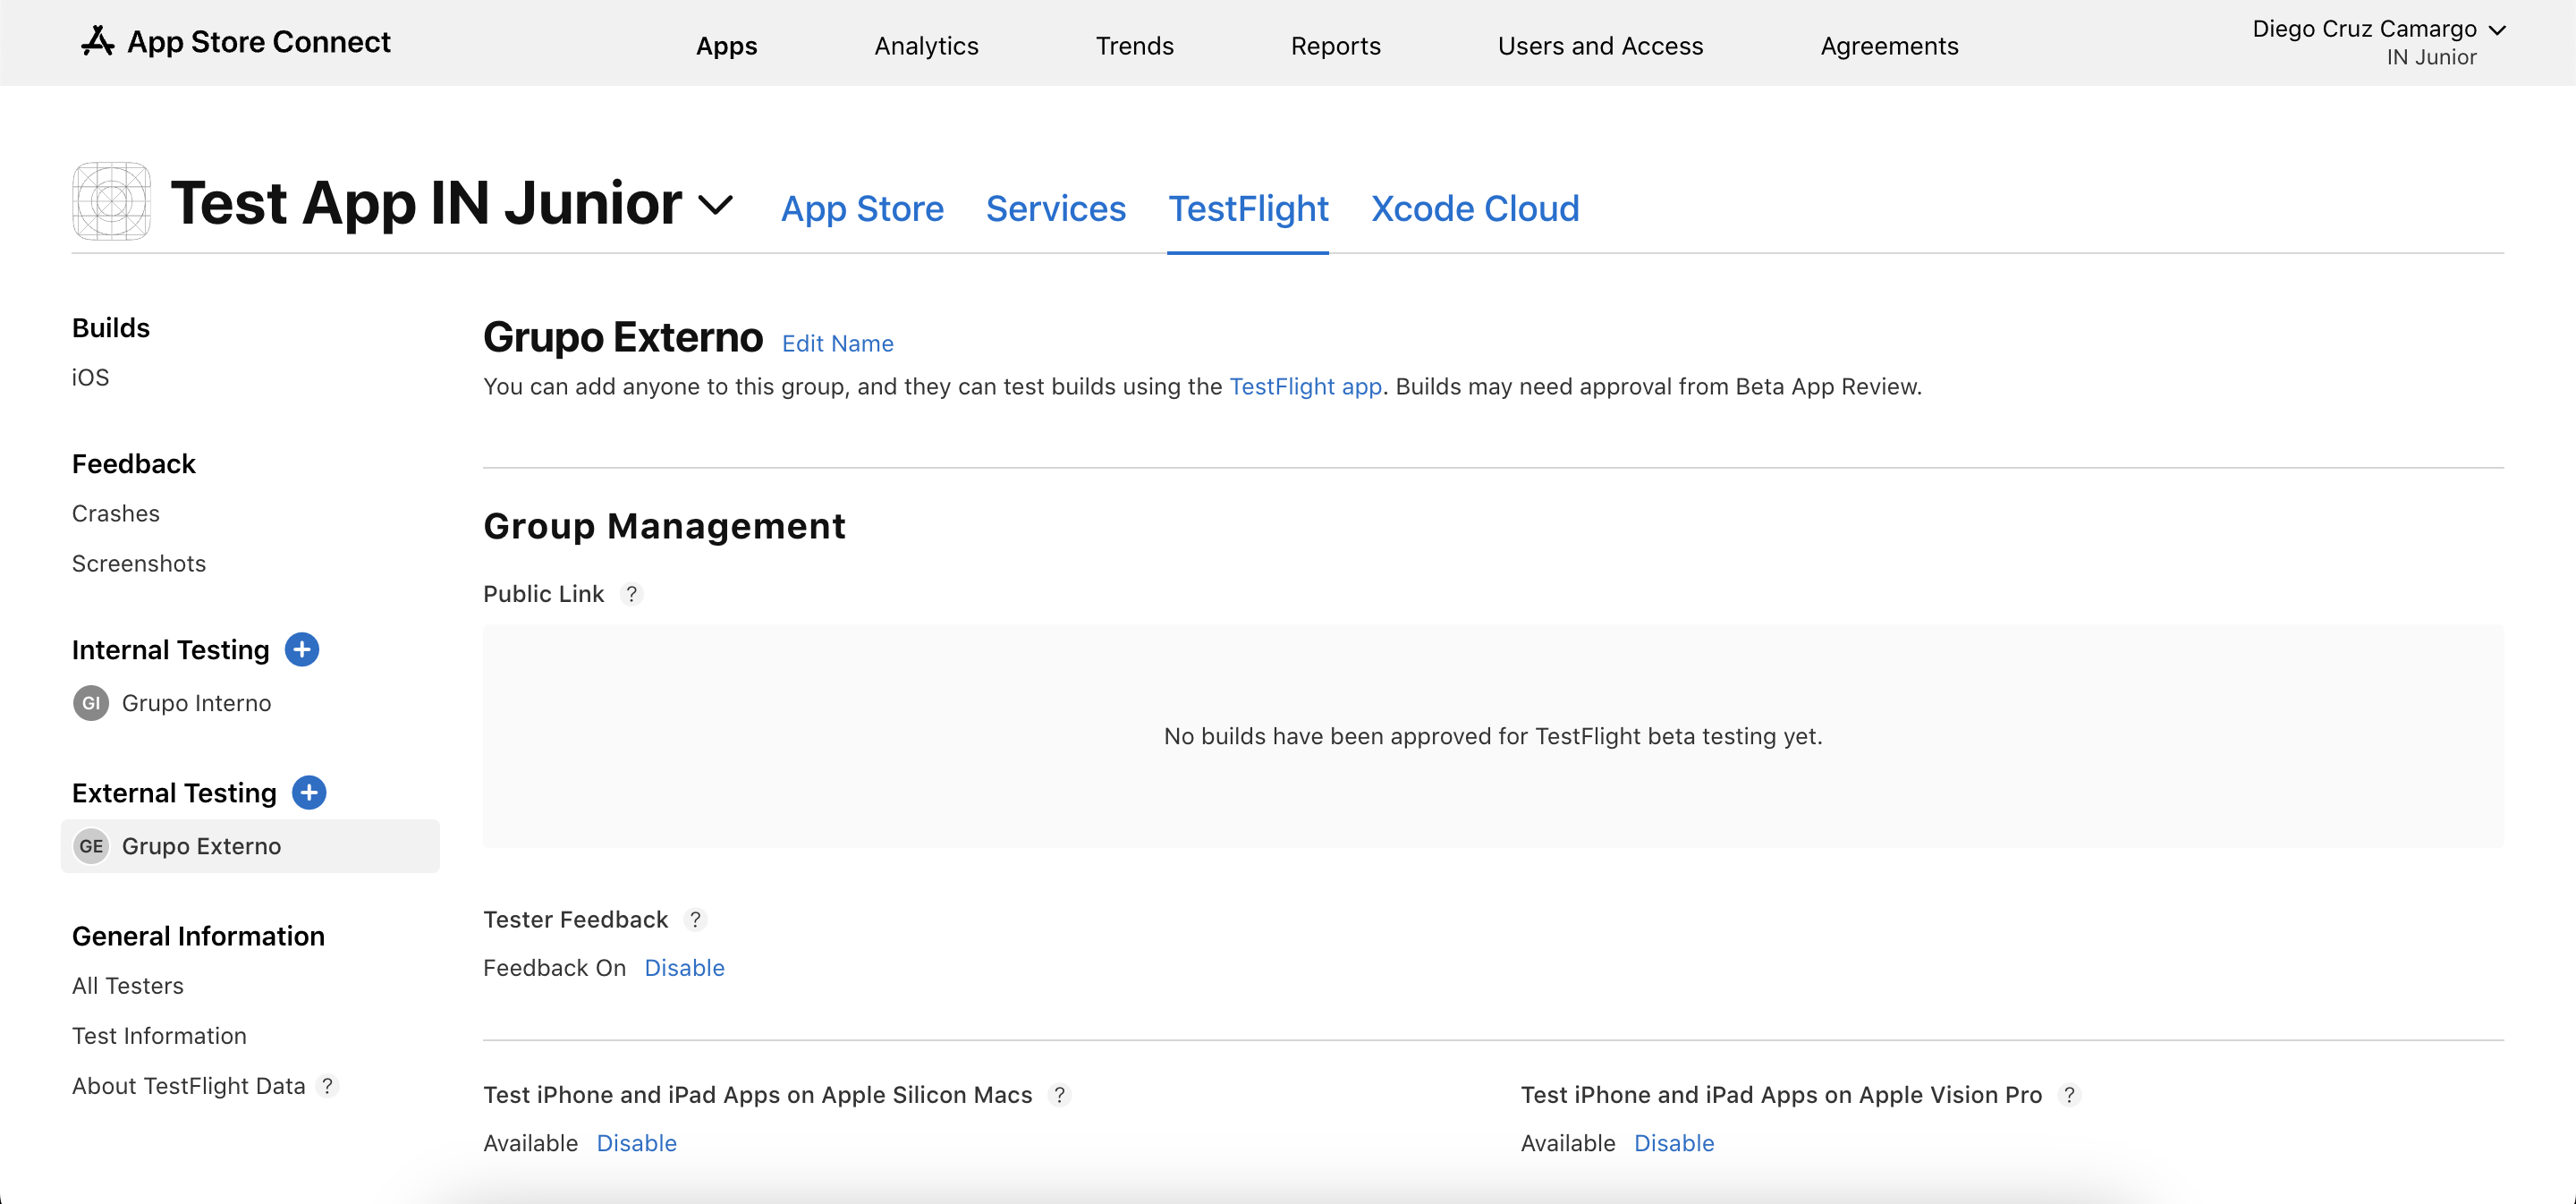 App Store Connect
Apps
Analytics
Trends
Reports
Users and Access
Agreements
Diego Cruz Camargo
IN Junior
Test App IN Junior
App Store
Services
TestFlight
Xcode Cloud
Builds
iOS
Feedback
Crashes
Screenshots
Internal Testing
GI Grupo Interno
External Testing
GE Grupo Externo
General Information
All Testers
Test Information
About TestFlight Data ?
Grupo Externo Edit Name
You can add anyone to this group, and they can test builds using the TestFlight app. Builds may need approval from Beta App Review.
Group Management
Public Link ?
No builds have been approved for TestFlight beta testing yet.
Tester Feedback ?
Feedback On Disable
Test iPhone and iPad Apps on Apple Silicon Macs ?
Available Disable
Test iPhone and iPad Apps on Apple Vision Pro ?
Available Disable